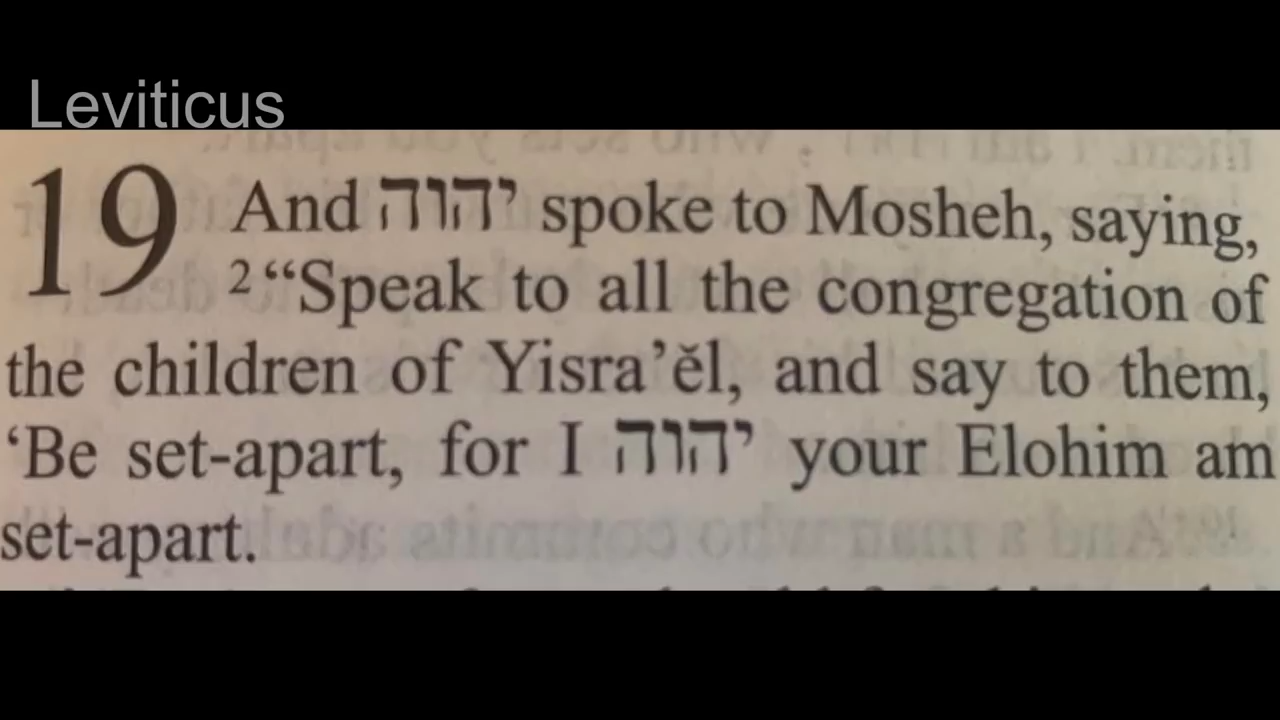 Leviticus
19 And יהוה spoke to Mosheh, saying,
2 “Speak to all the congregation of
the children of Yisra’ĕl, and say to them,
‘Be set-apart, for I יהוה your Elohim am
set-apart.